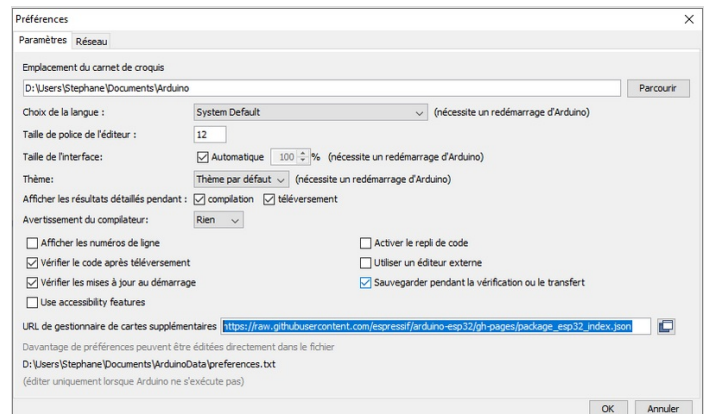 Préférences
Paramètres Réseau
Emplacement du carnet de croquis
D:\Users\Stephane\Documents\Arduino Parcourir
Choix de la langue : System Default (nécessite un redémarrage d'Arduino)
Taille de police de l'éditeur : 12
Taille de l'interface: Automatique 100 % (nécessite un redémarrage d'Arduino)
Thème: Thème par défaut (nécessite un redémarrage d'Arduino)
Afficher les résultats détaillés pendant : compilation téléversement
Avertissement du compilateur: Rien
Afficher les numéros de ligne Activer le repli de code
Vérifier le code après téléversement Utiliser un éditeur externe
Vérifier les mises à jour au démarrage Sauvegarder pendant la vérification ou le transfert
Use accessibility features
URL de gestionnaire de cartes supplémentaires https://raw.githubusercontent.com/espressif/arduino-esp32/gh-pages/package_esp32_index.json
Davantage de préférences peuvent être éditées directement dans le fichier
D:\Users\Stephane\Documents\ArduinoData\preferences.txt
(éditer uniquement lorsque Arduino ne s'exécute pas)
OK Annuler